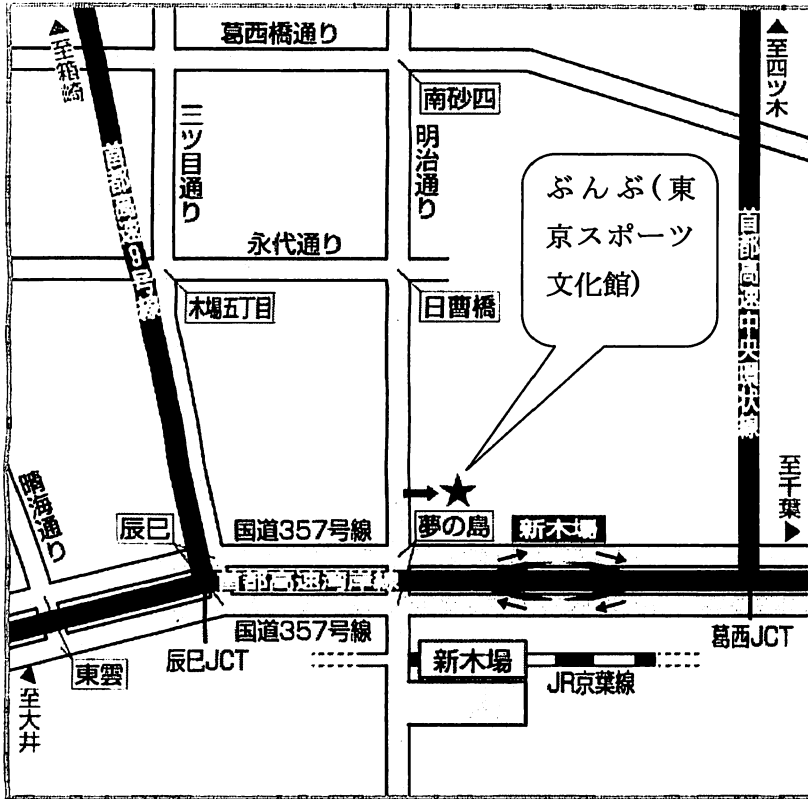 葛西橋通り
▲至箱崎
▲至四ツ木
南砂四
三ツ目通り
明治通り
首都高速9号線
ぶんぶ(東
京スポーツ
文化館)
首都高速中央環状線
永代通り
木場五丁目
日曹橋
至千葉▶
晴海通り
辰巳
国道357号線
夢の島
新木場
首都高速湾岸線
国道357号線
葛西JCT
辰巳JCT
新木場
東雲
JR京葉線
▲至大井